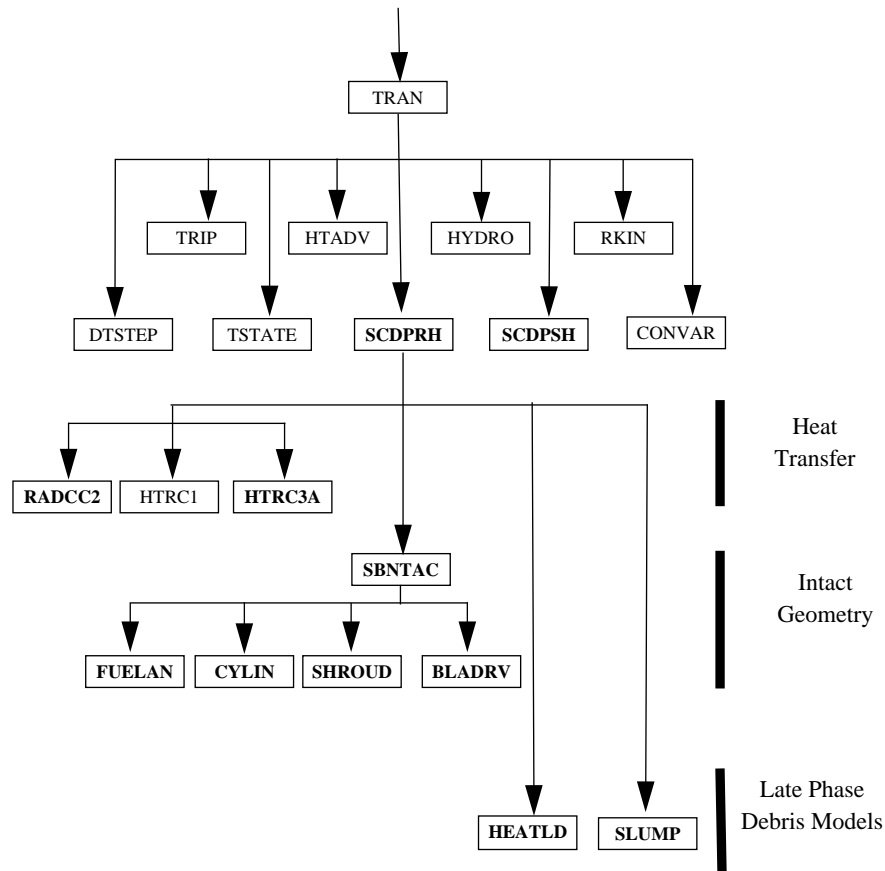 TRAN
TRIP
HTADV
HYDRO
RKIN
DTSTEP
TSTATE
SCDPRH
SCDPSH
CONVAR
Heat
Transfer
RADCC2
HTRC1
HTRC3A
SBNTAC
Intact
Geometry
FUELAN
CYLIN
SHROUD
BLADRV
Late Phase
Debris Models
HEATLD
SLUMP